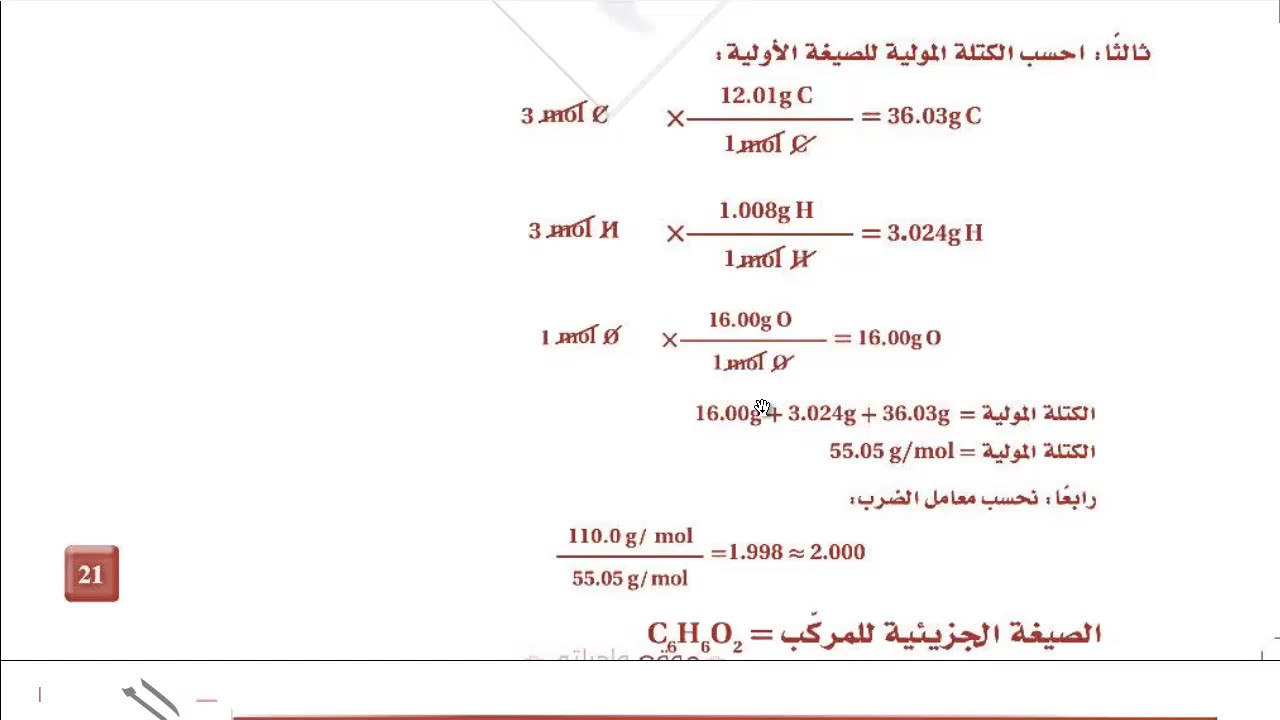 ثالثًا: احسب الكتلة المولية للصيغة الأولية:
3 mol C × 12.01g C / 1 mol C = 36.03g C
3 mol H × 1.008g H / 1 mol H = 3.024g H
1 mol O × 16.00g O / 1 mol O = 16.00g O
الكتلة المولية = 16.00g + 3.024g + 36.03g
الكتلة المولية = 55.05 g/mol
رابعًا: نحسب معامل الضرب:
110.0 g/ mol / 55.05 g/mol =1.998 ≈ 2.000
21
الصيغة الجزيئية للمركّب = C₆H₆O₂